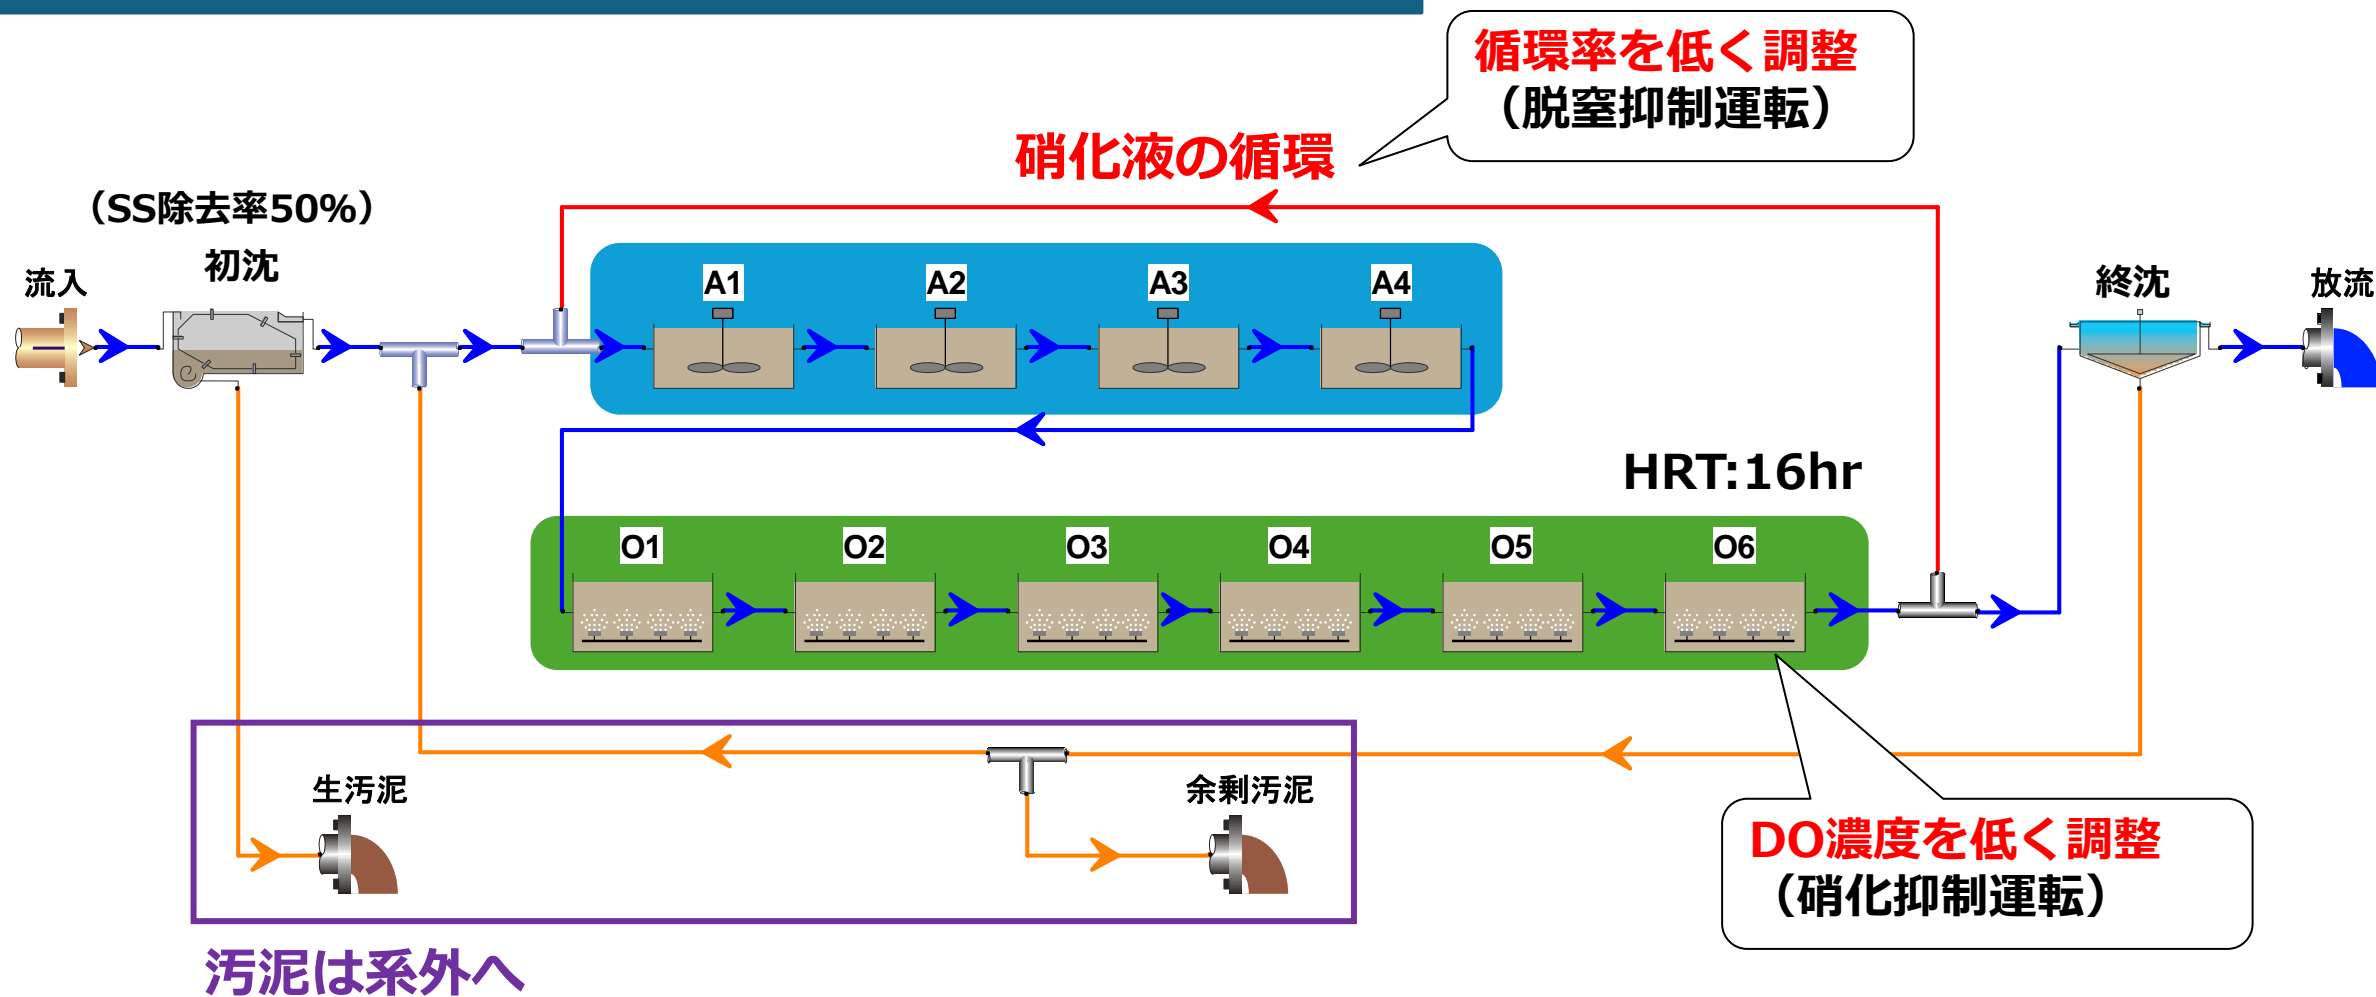 循環率を低く調整
（脱窒抑制運転）
硝化液の循環
（SS除去率50%）
初沈
流入
A1
A2
A3
A4
終沈
放流
HRT:16hr
O1
O2
O3
O4
O5
O6
生汚泥
余剰汚泥
DO濃度を低く調整
（硝化抑制運転）
汚泥は系外へ